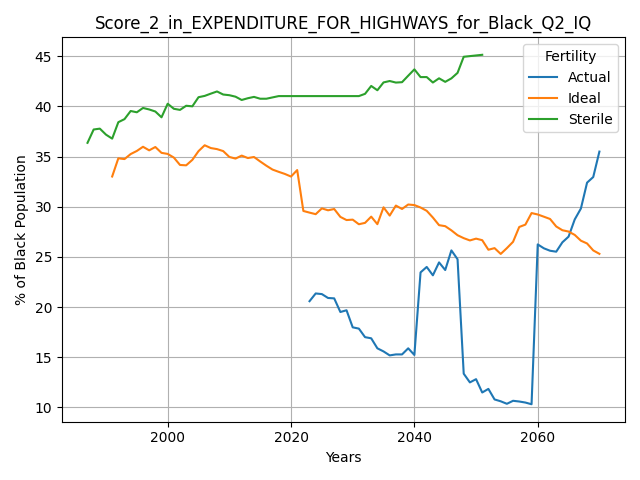 Score_2_in_EXPENDITURE_FOR_HIGHWAYS_for_Black_Q2_IQ
Fertility
Actual
Ideal
Sterile
% of Black Population
45
40
35
30
25
20
15
10
2000 2020 2040 2060
Years